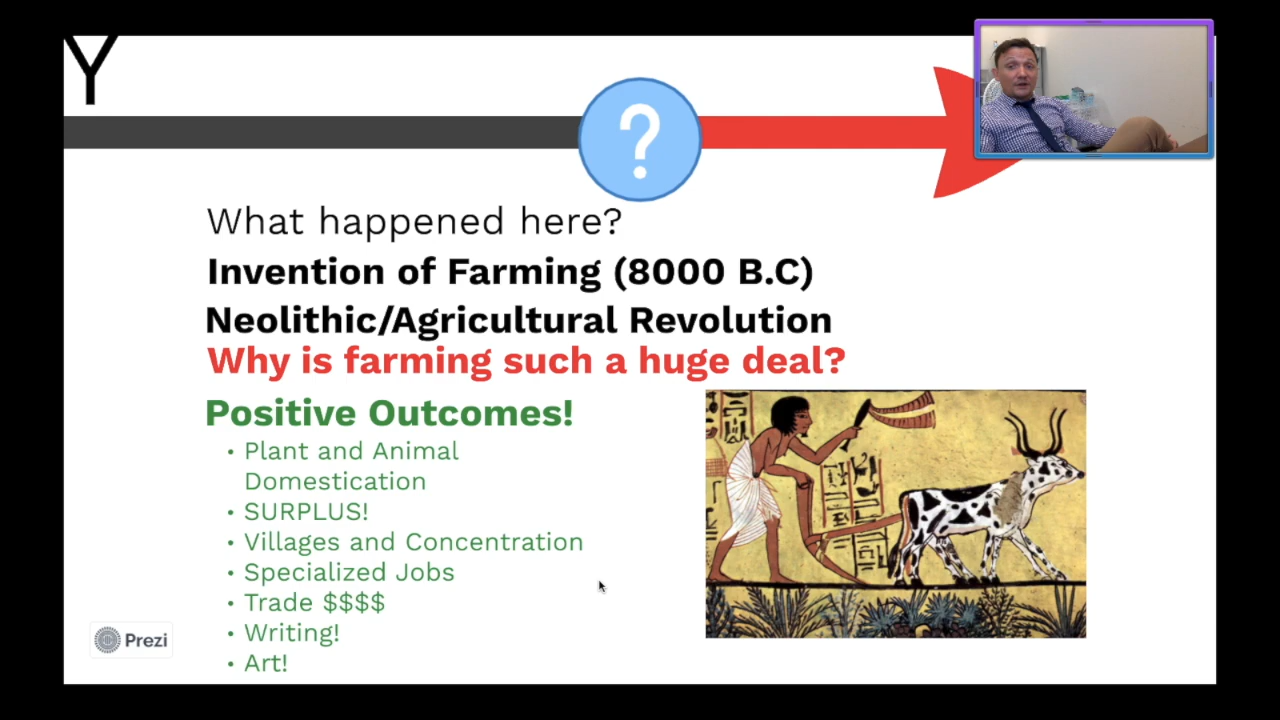 Y
?
What happened here?
Invention of Farming (8000 B.C)
Neolithic/Agricultural Revolution
Why is farming such a huge deal?
Positive Outcomes!
• Plant and Animal
Domestication
• SURPLUS!
• Villages and Concentration
• Specialized Jobs
• Trade $$$$
• Writing!
• Art!
Prezi